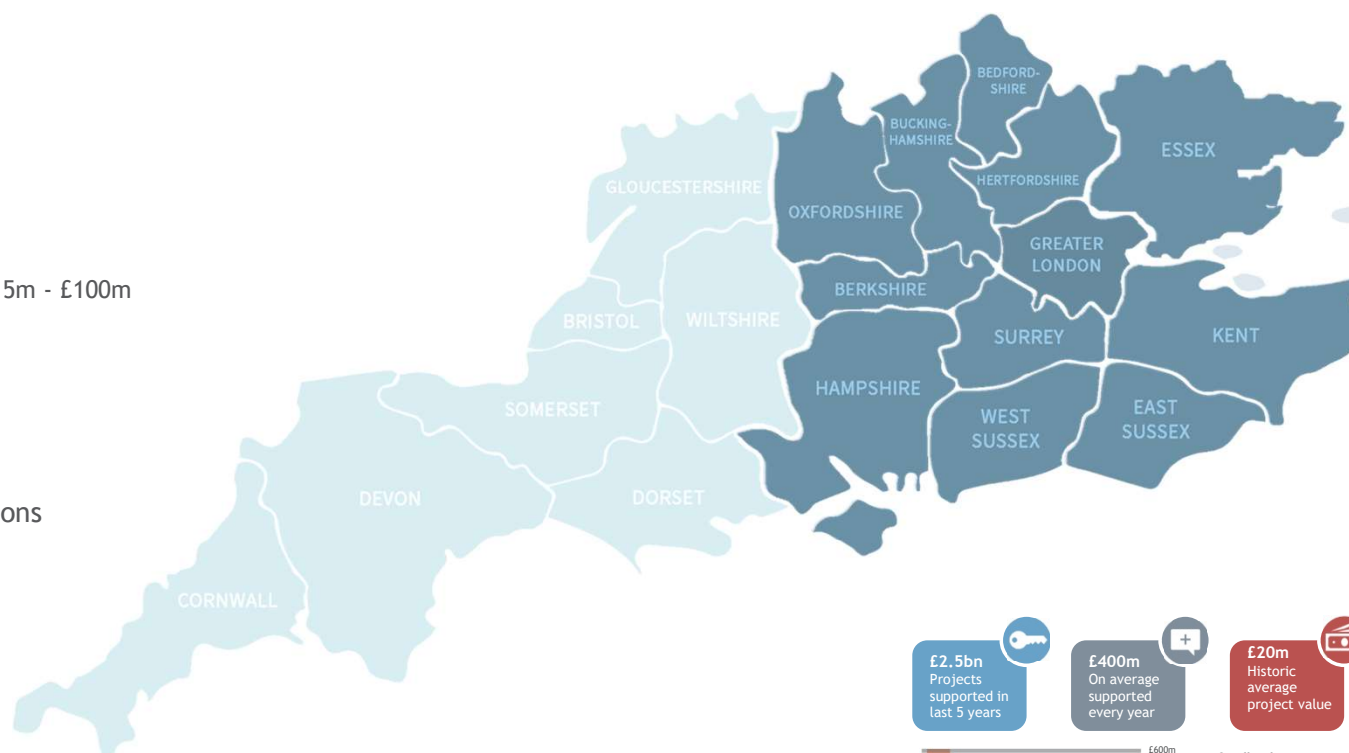 BEDFORD-
SHIRE
BUCKING-
HAMSHIRE
ESSEX
HERTFORDSHIRE
GLOUCESTERSHIRE
OXFORDSHIRE
GREATER
LONDON
5m - £100m
BERKSHIRE
BRISTOL
WILTSHIRE
SURREY
KENT
HAMPSHIRE
SOMERSET
WEST
SUSSEX
EAST
SUSSEX
DEVON
DORSET
ons
CORNWALL
£2.5bn
Projects
supported in
last 5 years
£400m
On average
supported
every year
£20m
Historic
average
project value
£600m